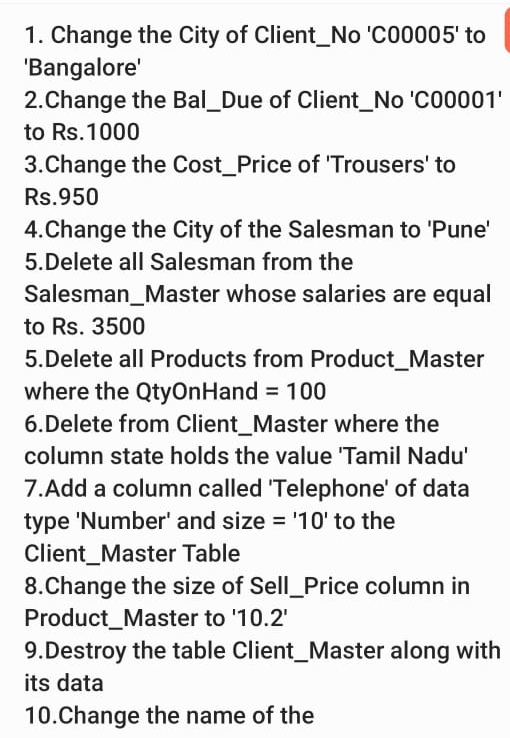 1. Change the City of Client_No 'C00005' to
'Bangalore'
2.Change the Bal_Due of Client_No 'C00001'
to Rs.1000
3.Change the Cost_Price of 'Trousers' to
Rs.950
4.Change the City of the Salesman to 'Pune'
5.Delete all Salesman from the
Salesman_Master whose salaries are equal
to Rs. 3500
5.Delete all Products from Product_Master
where the QtyOnHand = 100
6.Delete from Client_Master where the
column state holds the value 'Tamil Nadu'
7.Add a column called 'Telephone' of data
type 'Number' and size = '10' to the
Client_Master Table
8.Change the size of Sell_Price column in
Product_Master to '10.2'
9.Destroy the table Client_Master along with
its data
10.Change the name of the